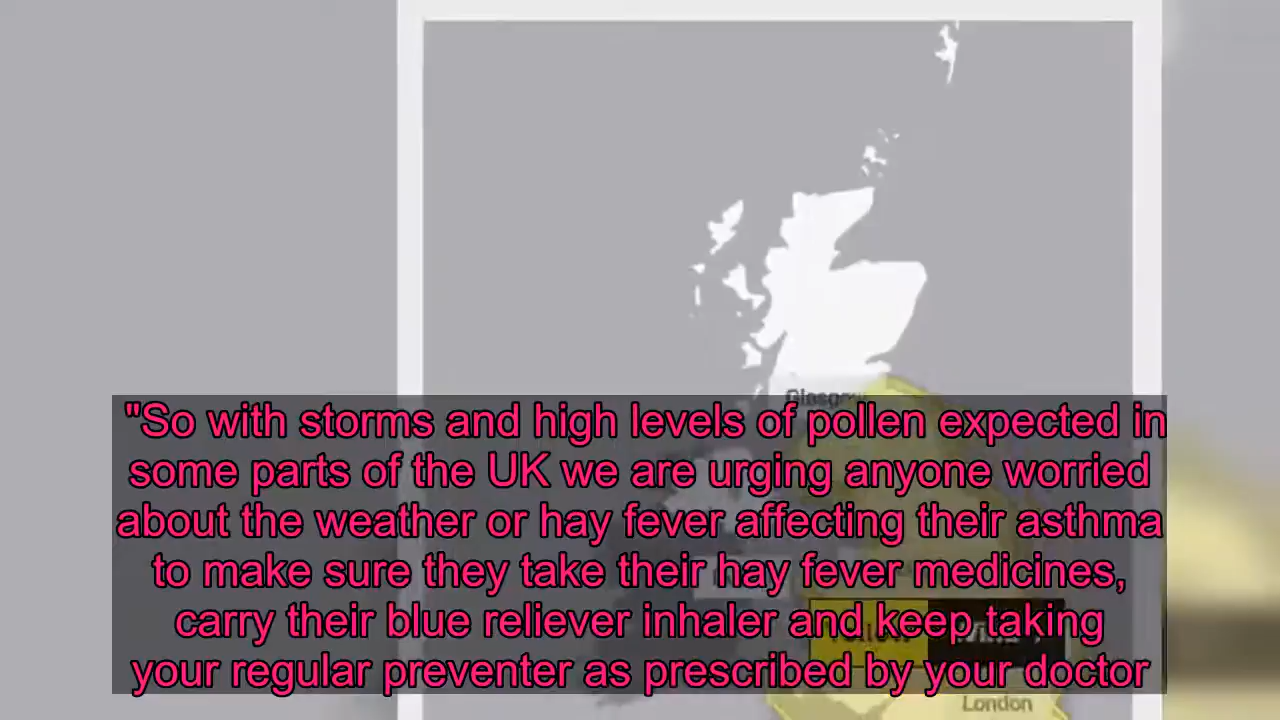 Glasgow
"So with storms and high levels of pollen expected in
some parts of the UK we are urging anyone worried
about the weather or hay fever affecting their asthma
to make sure they take their hay fever medicines,
carry their blue reliever inhaler and keep taking
your regular preventer as prescribed by your doctor
London